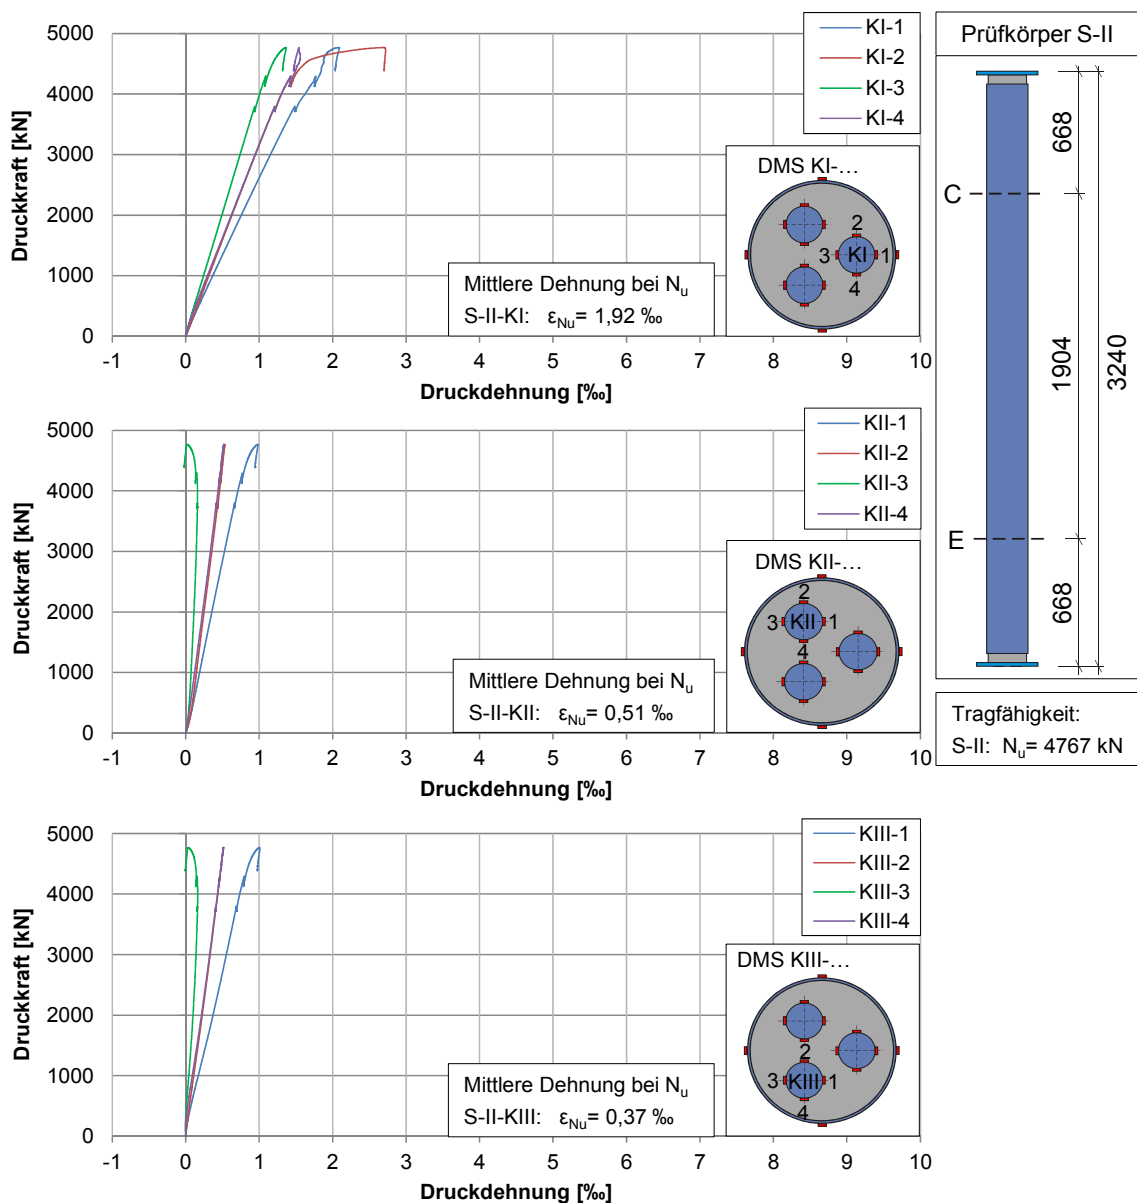 5000
4000
3000
2000
1000
0
Druckkraft [kN]
-1 0 1 2 3 4 5 6 7 8 9 10
Druckdehnung [‰]
KI-1
KI-2
KI-3
KI-4
DMS KI-...
2
3 KI 1
4
Mittlere Dehnung bei Nu
S-II-KI: εNu= 1,92 ‰
5000
4000
3000
2000
1000
0
Druckkraft [kN]
-1 0 1 2 3 4 5 6 7 8 9 10
Druckdehnung [‰]
KII-1
KII-2
KII-3
KII-4
DMS KII-...
2
3 KII 1
4
Mittlere Dehnung bei Nu
S-II-KII: εNu= 0,51 ‰
5000
4000
3000
2000
1000
0
Druckkraft [kN]
-1 0 1 2 3 4 5 6 7 8 9 10
Druckdehnung [‰]
KIII-1
KIII-2
KIII-3
KIII-4
DMS KIII-...
2
3 KIII 1
4
Mittlere Dehnung bei Nu
S-II-KIII: εNu= 0,37 ‰
Prüfkörper S-II
C
E
668
1904
668
3240
Tragfähigkeit:
S-II: Nu= 4767 kN